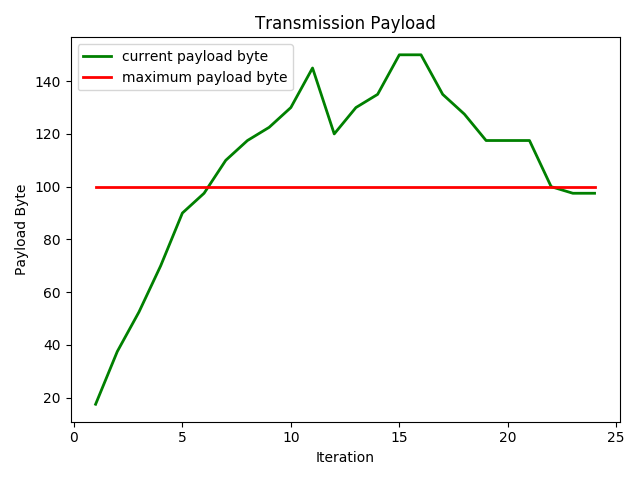 Transmission Payload
current payload byte
maximum payload byte
140
120
100
80
60
40
20
Payload Byte
0 5 10 15 20 25
Iteration